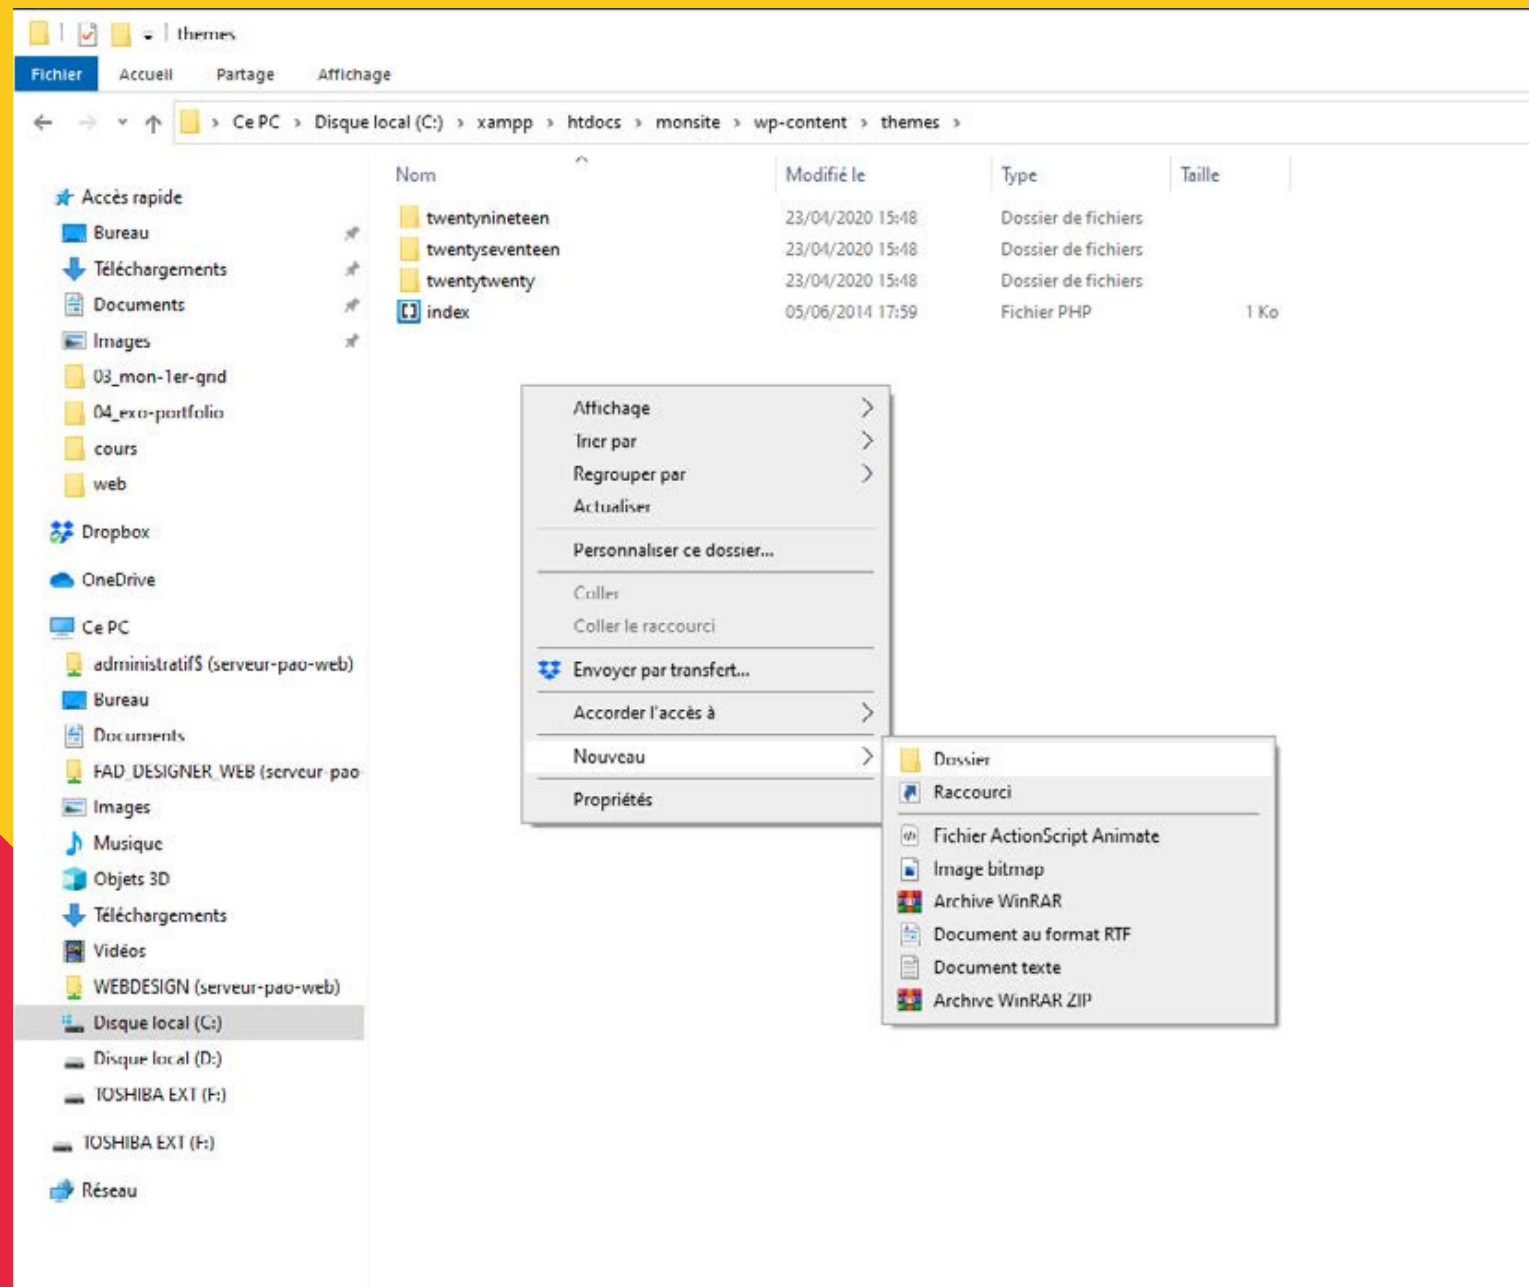 themes
Fichier Accueil Partage Affichage
Ce PC > Disque local (C:) > xampp > htdocs > monsite > wp-content > themes >
Nom Modifié le Type Taille
twentynineteen 23/04/2020 15:48 Dossier de fichiers
twentyseventeen 23/04/2020 15:48 Dossier de fichiers
twentytwenty 23/04/2020 15:48 Dossier de fichiers
index 05/06/2014 17:59 Fichier PHP 1 Ko
Accès rapide
Bureau
Téléchargements
Documents
Images
03_mon-1er-grid
04_exo-portfolio
cours
web
Dropbox
OneDrive
Ce PC
administratif$ (serveur-pao-web)
Bureau
Documents
FAD_DESIGNER_WEB (serveur-pao
Images
Musique
Objets 3D
Téléchargements
Vidéos
WEBDESIGN (serveur-pao-web)
Disque local (C:)
Disque local (D:)
TOSHIBA EXT (F:)
TOSHIBA EXT (F:)
Réseau
Affichage
Trier par
Regrouper par
Actualiser
Personnaliser ce dossier...
Coller
Coller le raccourci
Envoyer par transfert...
Accorder l'accès à
Nouveau
Propriétés
Dossier
Raccourci
Fichier ActionScript Animate
Image bitmap
Archive WinRAR
Document au format RTF
Document texte
Archive WinRAR ZIP